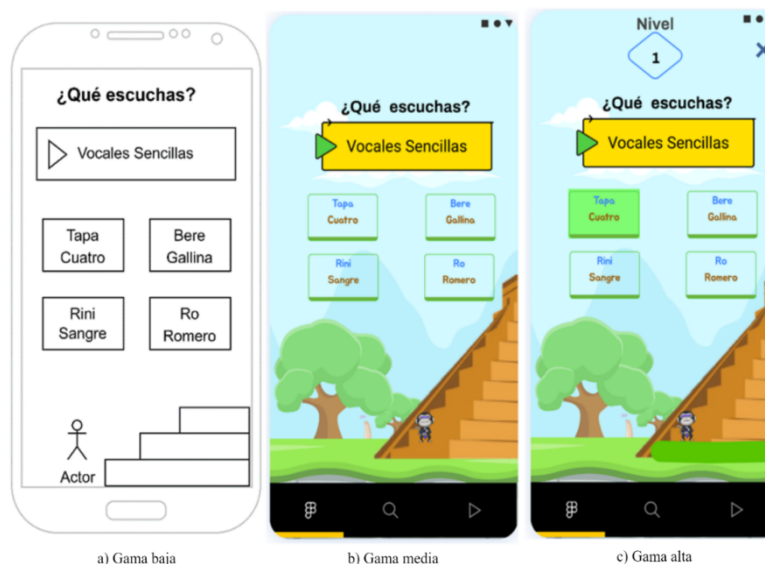 ¿Qué escuchas?
Vocales Sencillas
Tapa
Cuatro
Bere
Gallina
Rini
Sangre
Ro
Romero
Actor
a) Gama baja
¿Qué escuchas?
Vocales Sencillas
Tapa
Cuatro
Bere
Gallina
Rini
Sangre
Ro
Romero
b) Gama media
Nivel
1
¿Qué escuchas?
Vocales Sencillas
Tapa
Cuatro
Bere
Gallina
Rini
Sangre
Ro
Romero
c) Gama alta